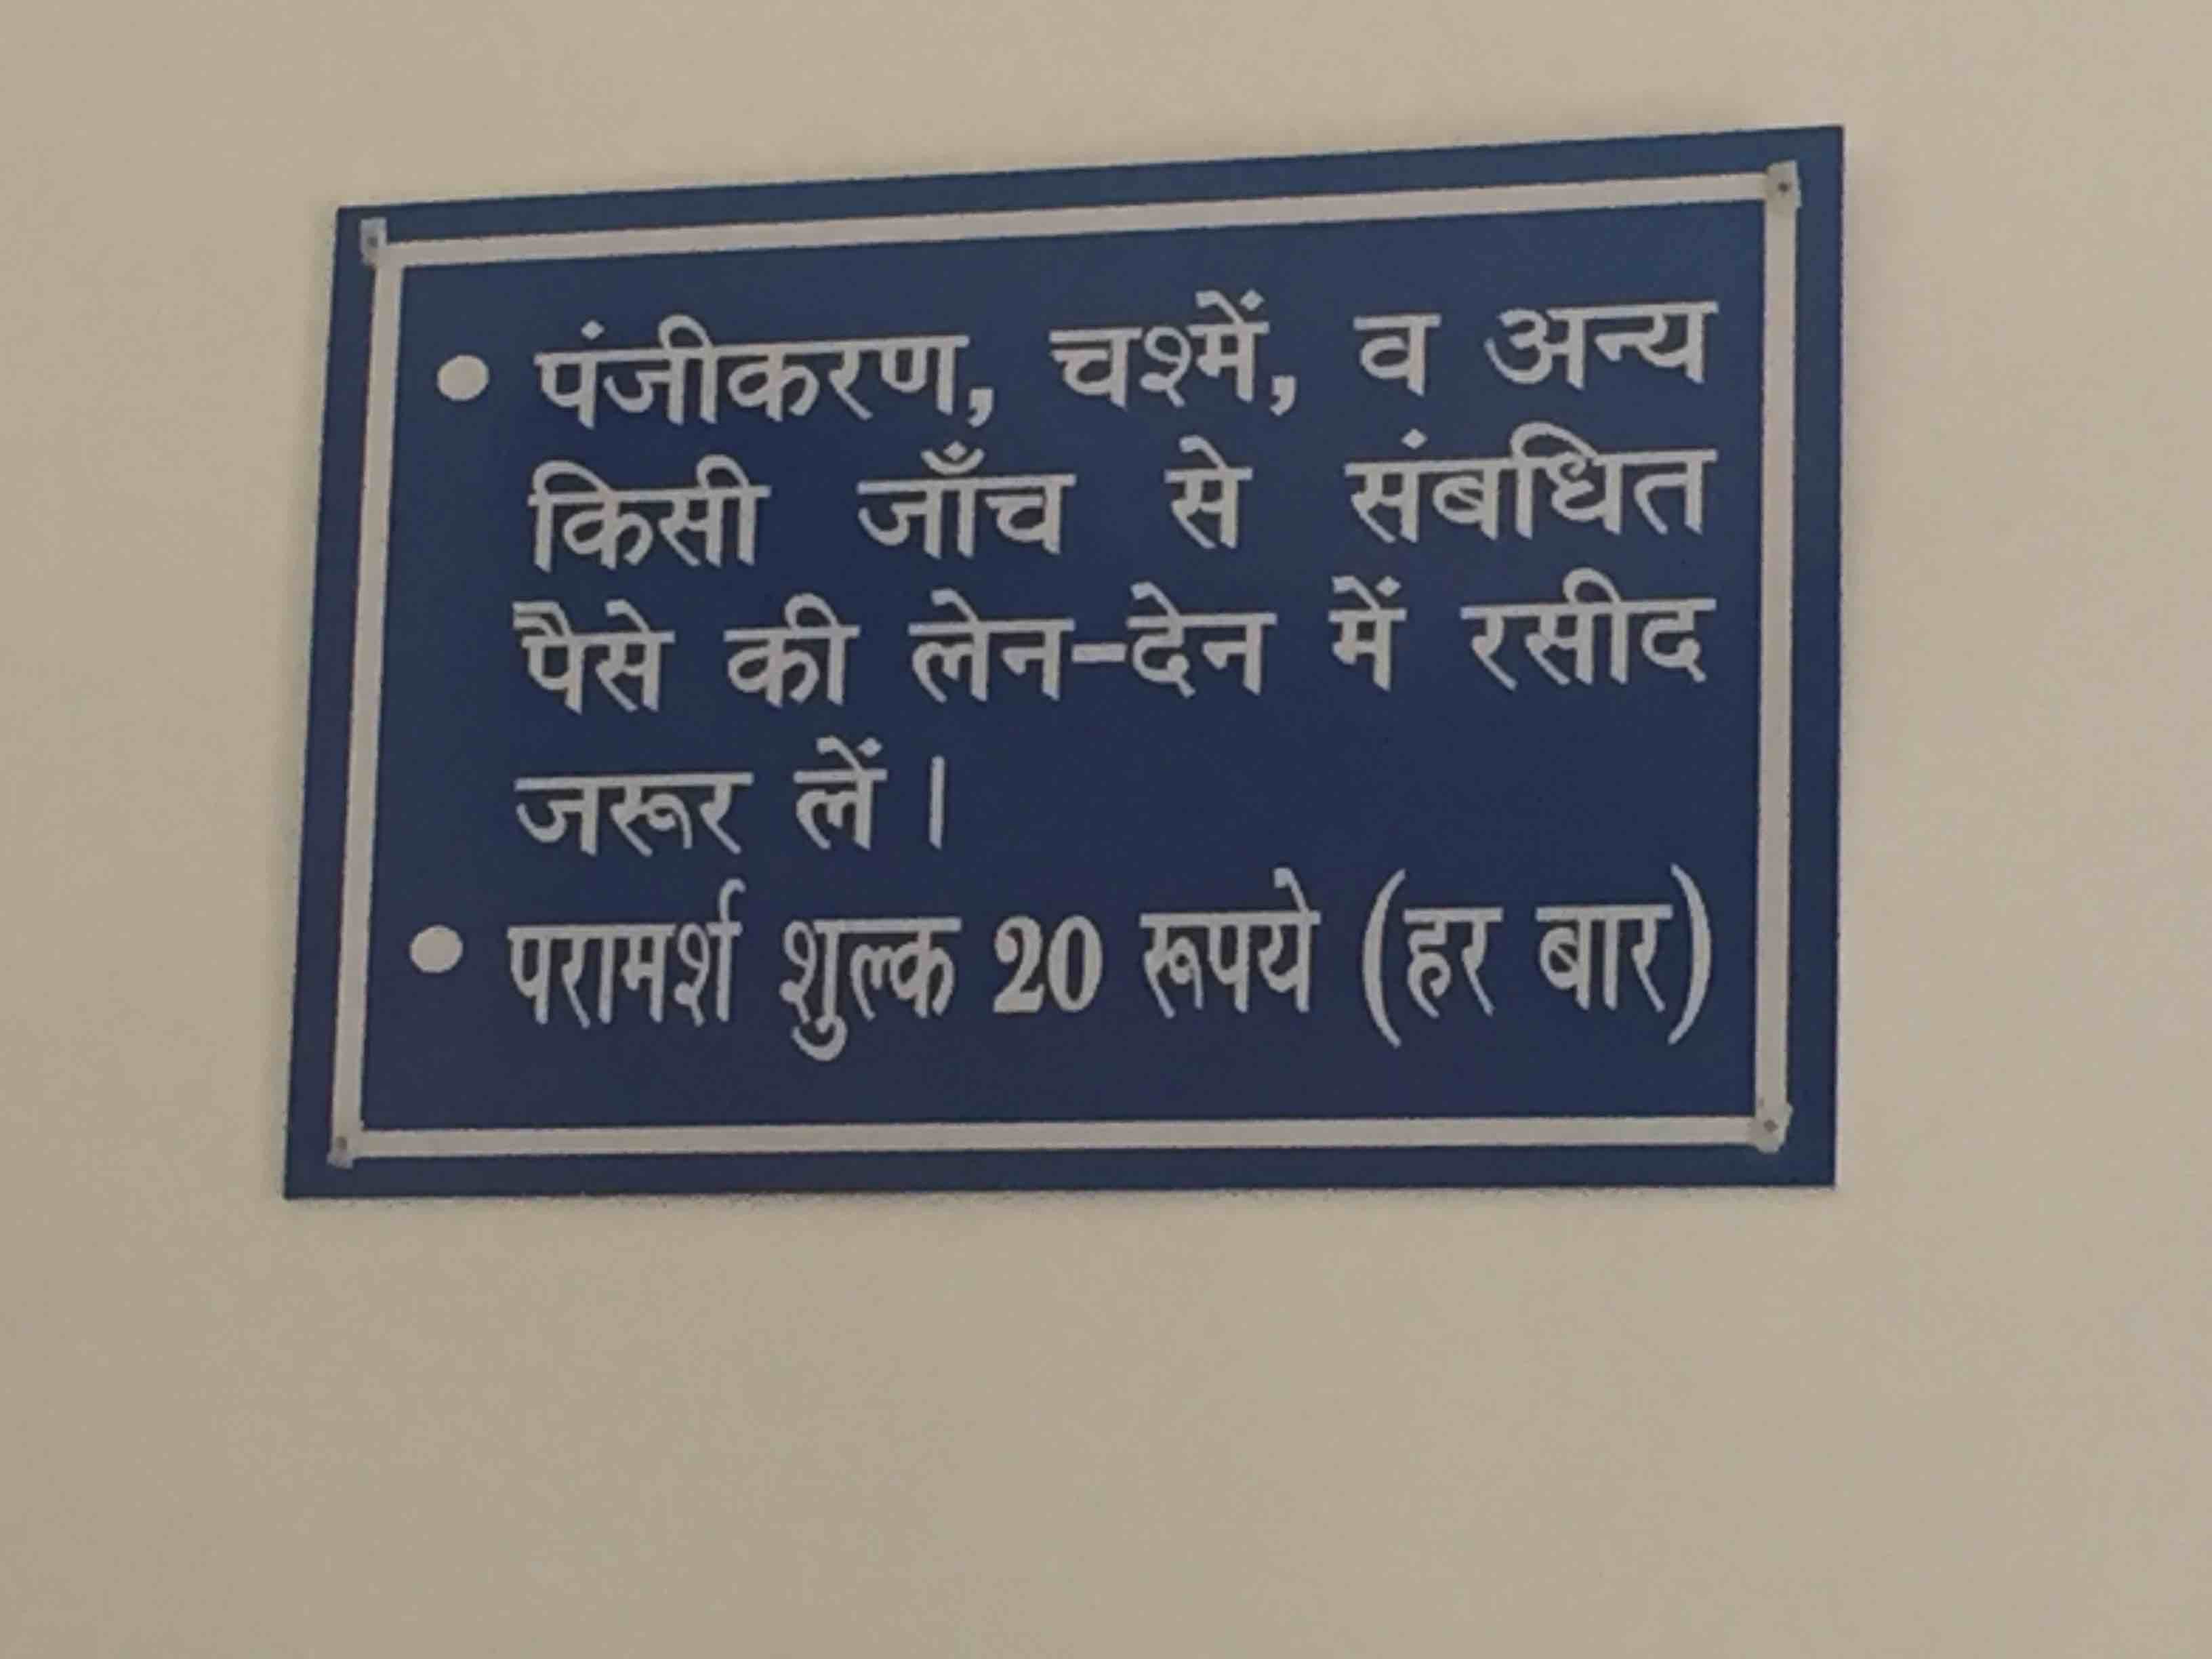 • पंजीकरण, चश्में, व अन्य
किसी जाँच से संबधित
पैसे की लेन-देन में रसीद
जरूर लें।
• परामर्श शुल्क 20 रूपये (हर बार)